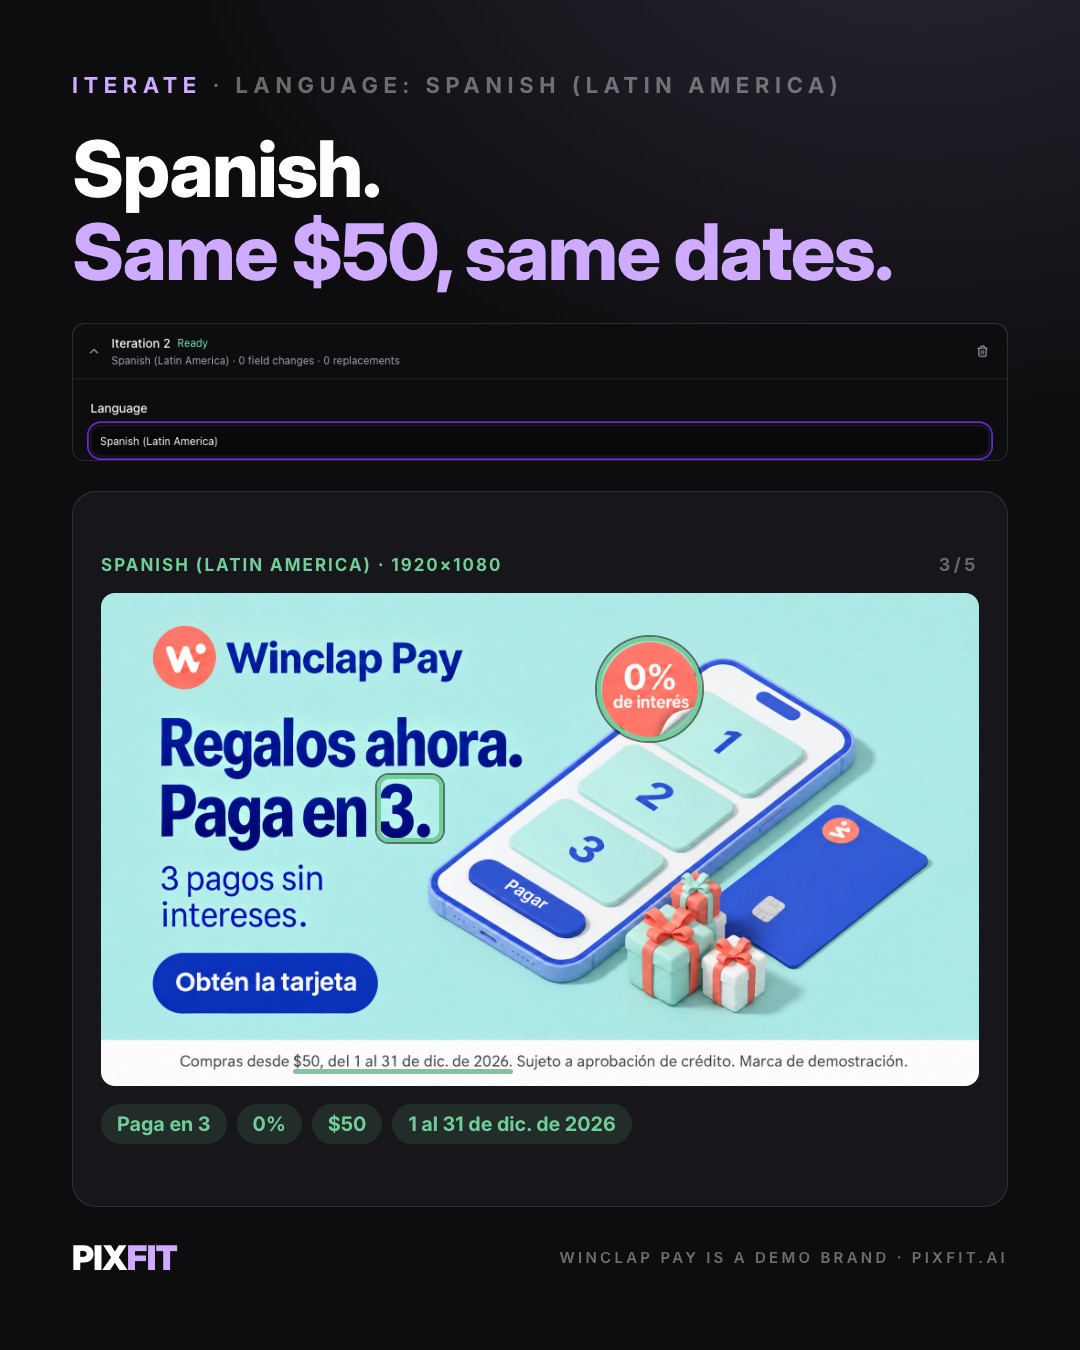 ITERATE · LANGUAGE: SPANISH (LATIN AMERICA)
Spanish.
Same $50, same dates.
Iteration 2 Ready
Spanish (Latin America) · 0 field changes · 0 replacements
Language
Spanish (Latin America)
SPANISH (LATIN AMERICA) · 1920×1080
3/5
Winclap Pay
0%
de interés
Regalos ahora.
Paga en 3.
3 pagos sin
intereses.
Obtén la tarjeta
1
2
3
Pagar
Compras desde $50, del 1 al 31 de dic. de 2026. Sujeto a aprobación de crédito. Marca de demostración.
Paga en 3
0%
$50
1 al 31 de dic. de 2026
PIXFIT
WINCLAP PAY IS A DEMO BRAND · PIXFIT.AI